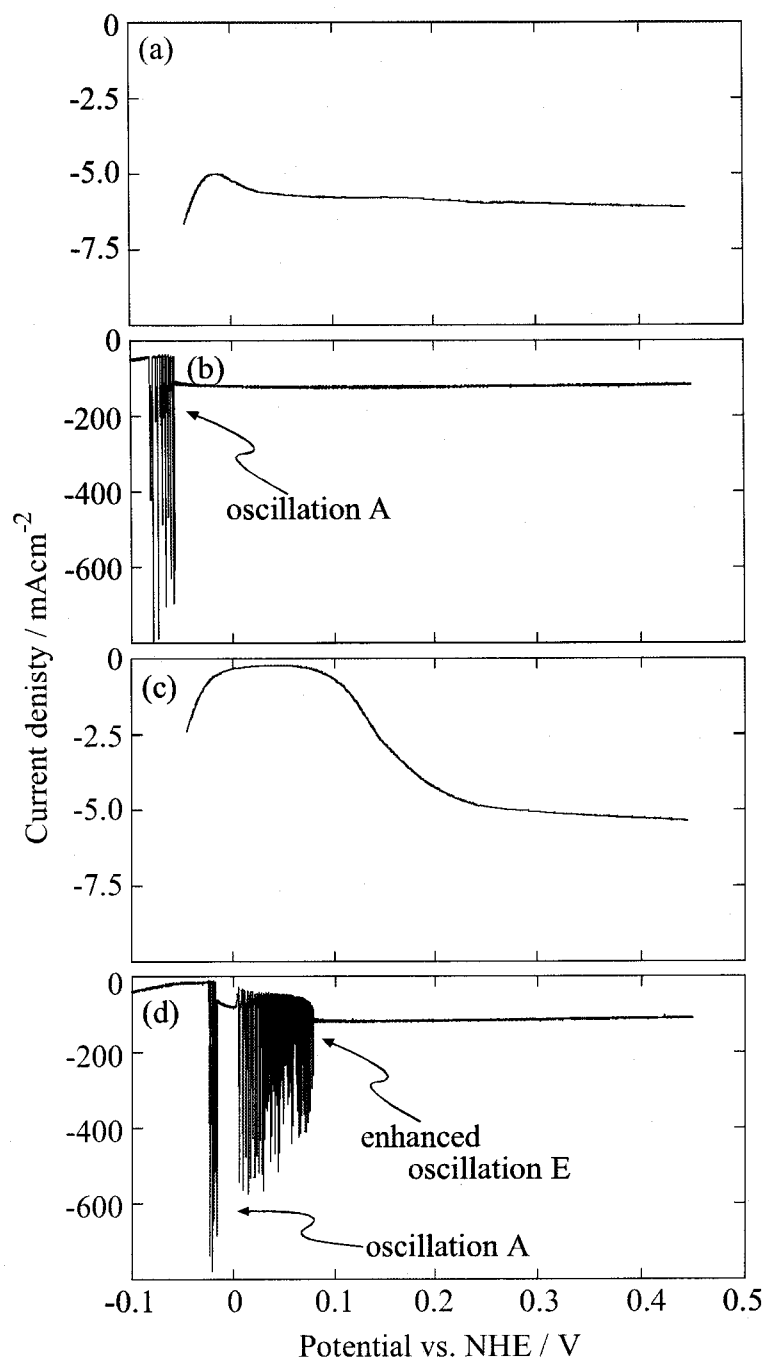 0
(a)
-2.5
-5.0
-7.5
0
(b)
-200
oscillation A
-400
-600
Current denisty / mAcm-2
0
(c)
-2.5
-5.0
-7.5
0
(d)
-200
enhanced
oscillation E
-400
-600
oscillation A
-0.1 0 0.1 0.2 0.3 0.4 0.5
Potential vs. NHE / V